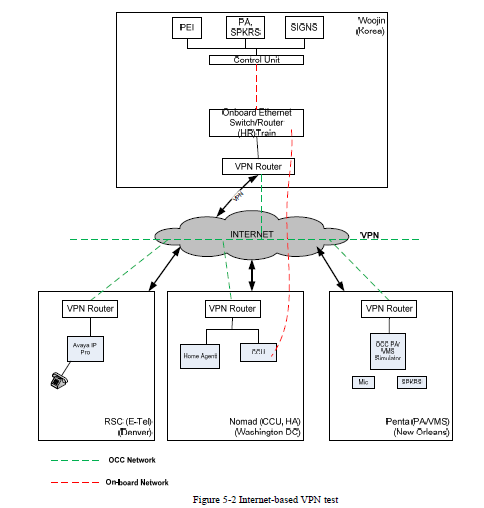 Woojin
(Korea)
PEI
PA,
SPKRS
SIGNS
Control Unit
Onboard Ethernet
Switch/Router
(HR)Train
VPN Router
VPN
INTERNET
VPN
VPN Router
VPN Router
VPN Router
Avaya IP
Pro
Home Agent
CCU
OCC PA/
VMS
Simulator
Mic
SPKRS
RSC (E-Tel)
(Denver)
Nomad (CCU, HA)
(Washington DC)
Penta (PA/VMS)
(New Orleans)
OCC Network
On-board Network
Figure 5-2 Internet-based VPN test